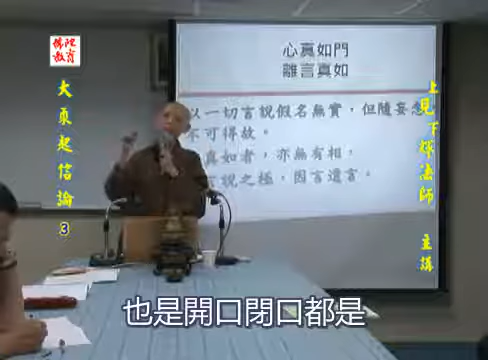 佛陀
教育
大乘起信論
3
心真如門
離言真如
以一切言說假名無實，但隨妄念
不可得故。
真如者，亦無有相，
言說之極，因言遣言。
上見下輝法師 主講
也是開口閉口都是